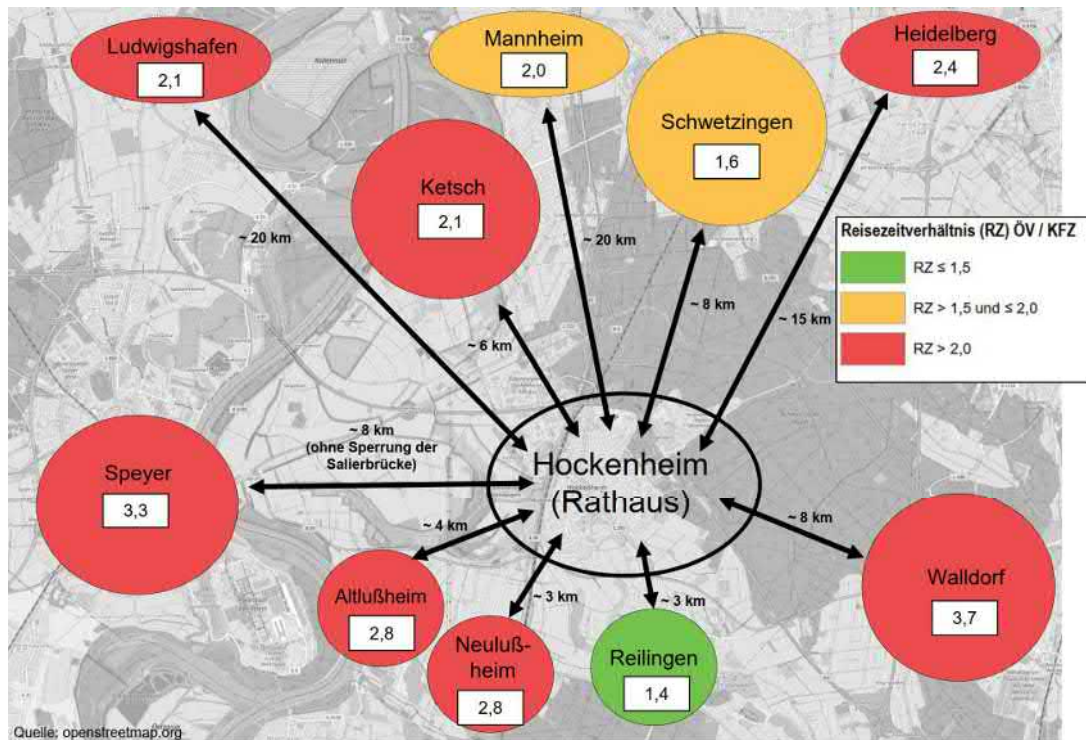 Ludwigshafen
2,1
Mannheim
2,0
Heidelberg
2,4
Schwetzingen
1,6
Ketsch
2,1
~ 20 km
~ 20 km
~ 8 km
~ 15 km
~ 6 km
Reisezeitverhältnis (RZ) ÖV / KFZ
RZ ≤ 1,5
RZ > 1,5 und ≤ 2,0
RZ > 2,0
~ 8 km
(ohne Sperrung der
Salierbrücke)
Speyer
3,3
Hockenheim
(Rathaus)
~ 4 km
~ 8 km
Walldorf
3,7
Altlußheim
2,8
~ 3 km
~ 3 km
Neuluß-
heim
2,8
Reilingen
1,4
Quelle: openstreetmap.org